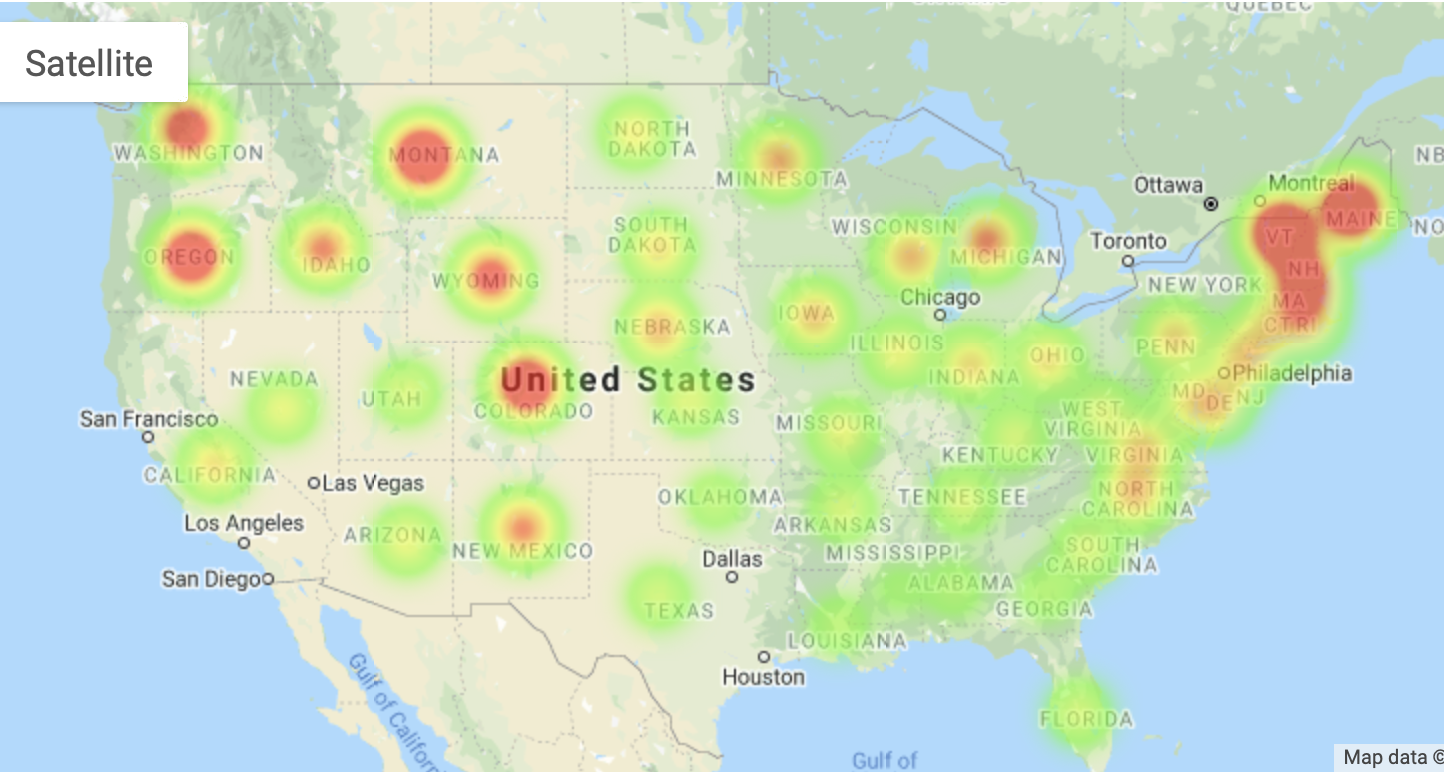 QUEBEC
Satellite
WASHINGTON
MONTANA
NORTH
DAKOTA
MINNESOTA
Ottawa
Montreal
NB
MAINE
NO
OREGON
IDAHO
WYOMING
SOUTH
DAKOTA
WISCONSIN
MICHIGAN
Toronto
VT
NH
NEW YORK
MA
CT RI
Chicago
NEBRASKA
IOWA
ILLINOIS
INDIANA
OHIO
PENN
Philadelphia
NEVADA
UTAH
United States
COLORADO
KANSAS
MISSOURI
WEST
VIRGINIA
MD
DE NJ
San Francisco
CALIFORNIA
Las Vegas
KENTUCKY
VIRGINIA
Los Angeles
ARIZONA
NEW MEXICO
OKLAHOMA
ARKANSAS
TENNESSEE
NORTH
CAROLINA
San Diego
Dallas
MISSISSIPPI
ALABAMA
SOUTH
CAROLINA
GEORGIA
TEXAS
LOUISIANA
Houston
Gulf of Californ
FLORIDA
Gulf of
Map data ©